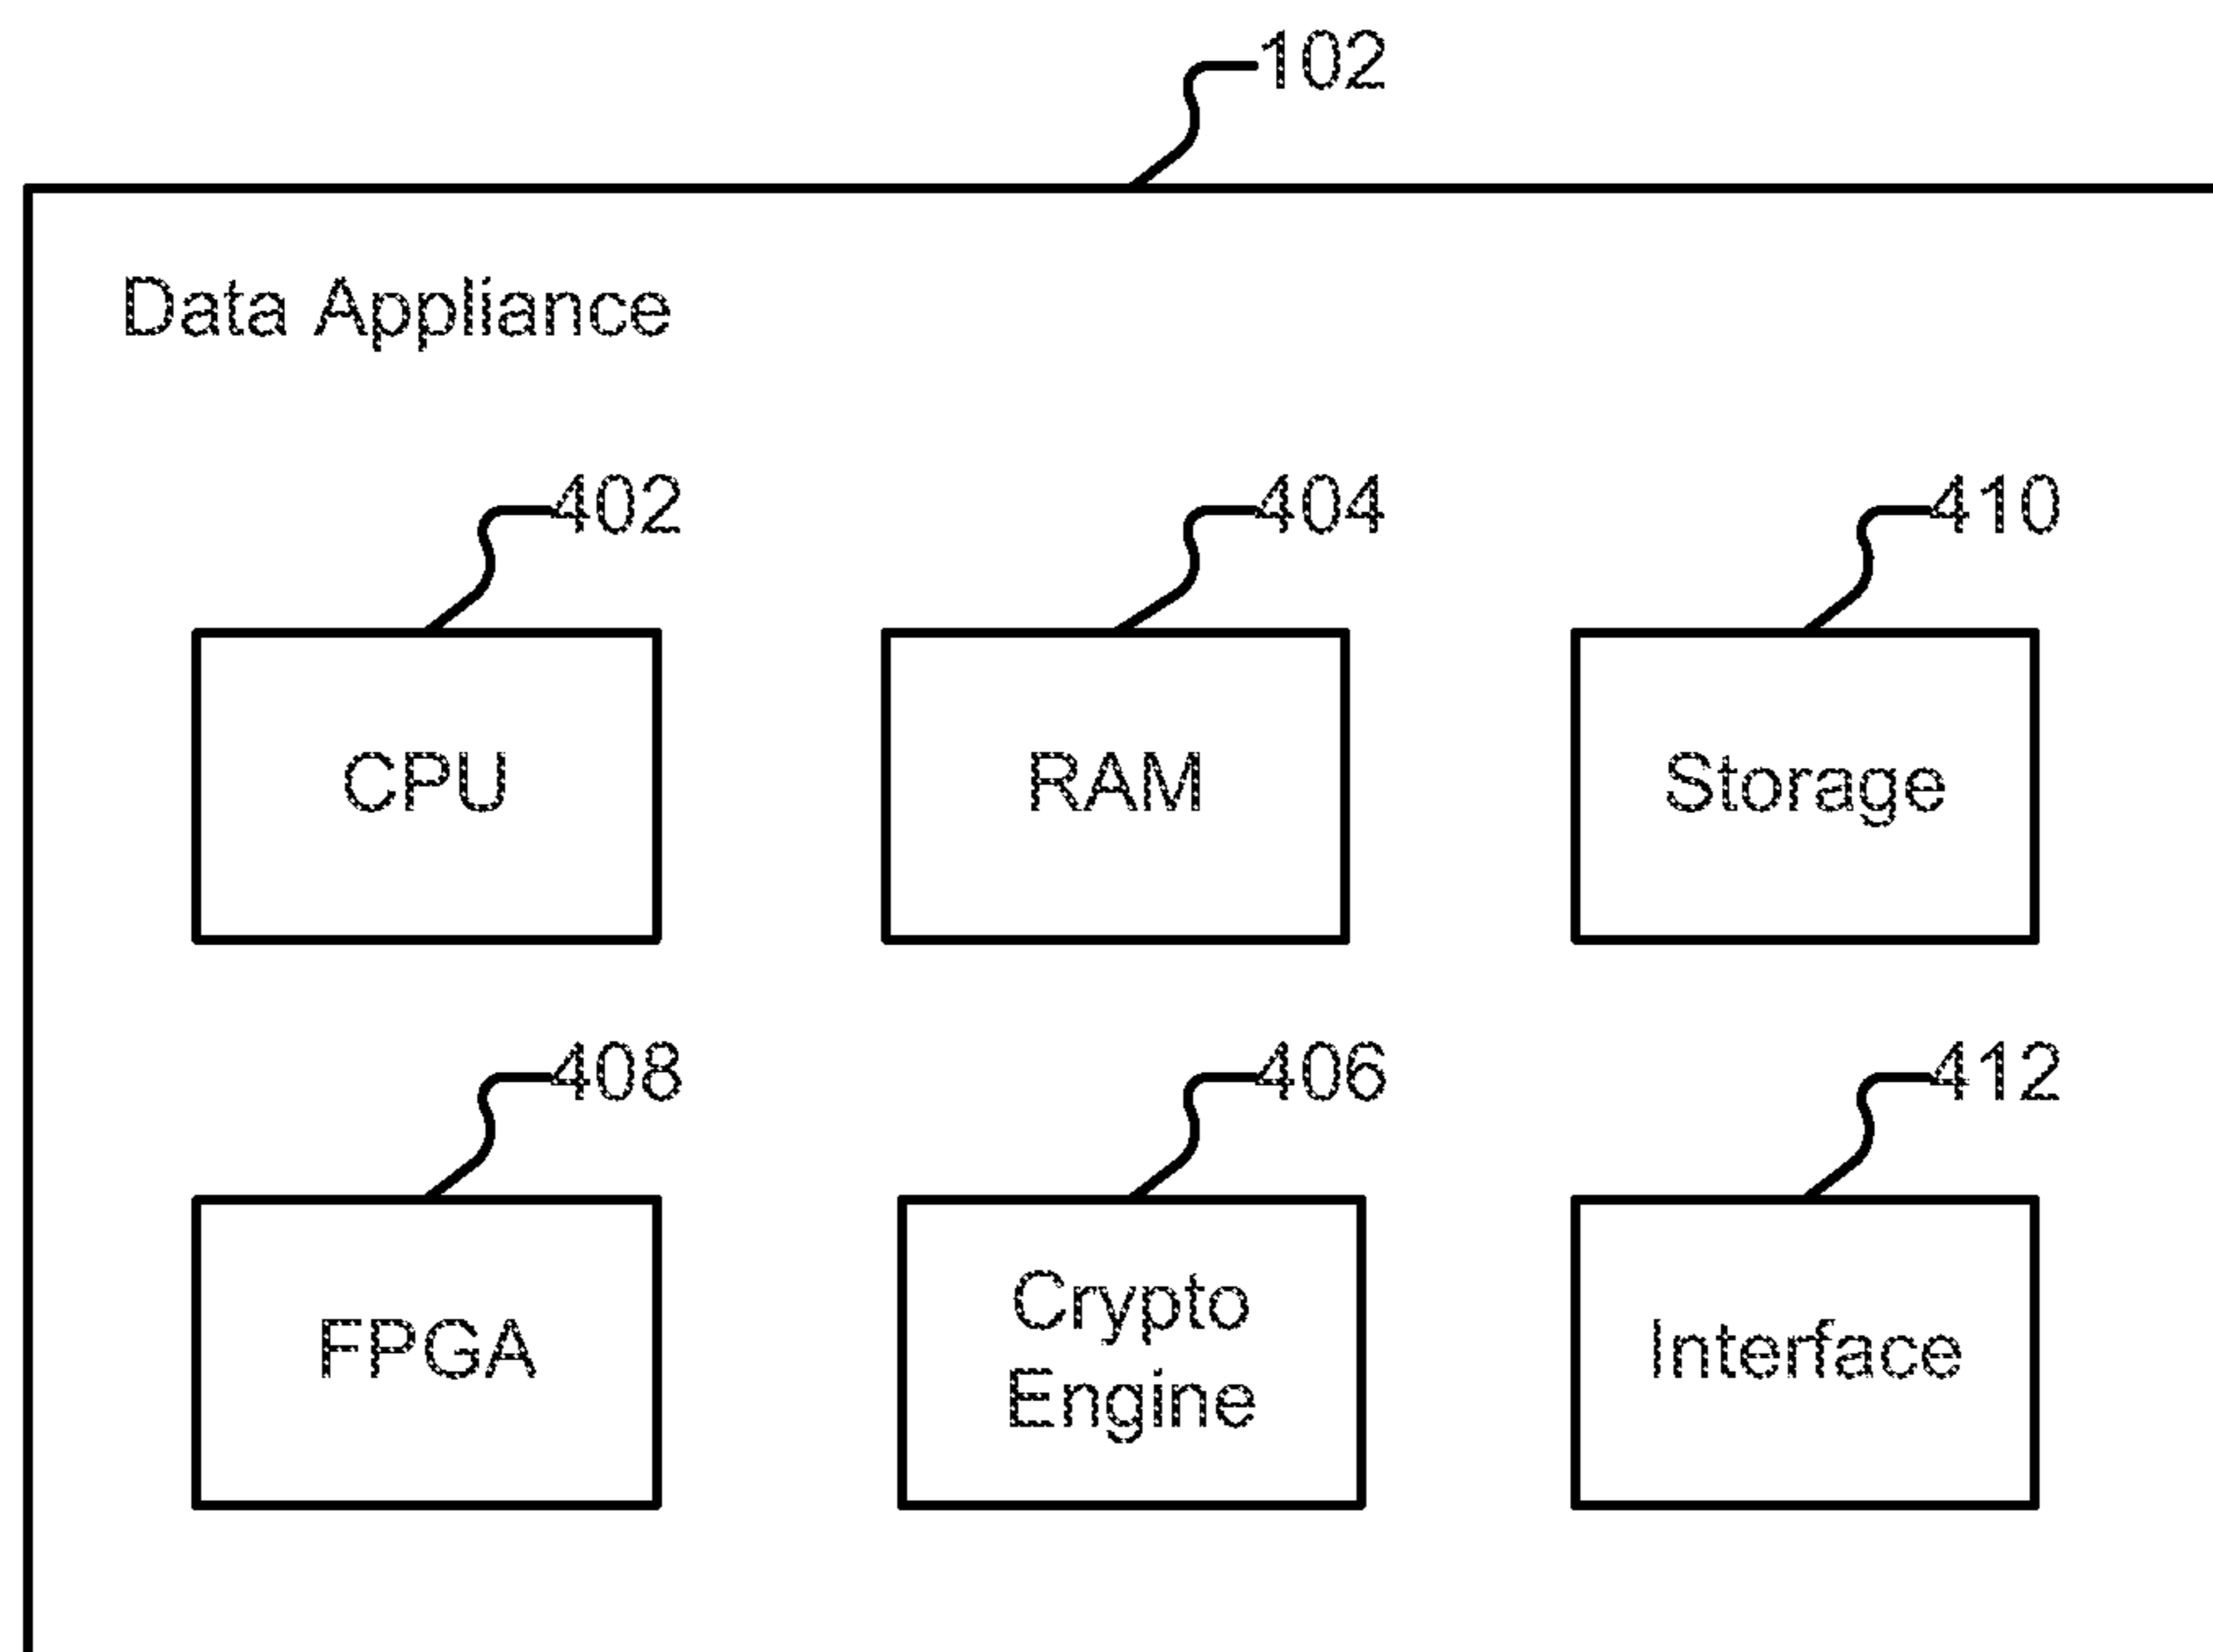 102
Data Appliance
402
404
410
CPU
RAM
Storage
408
406
412
FPGA
Crypto
Engine
Interface